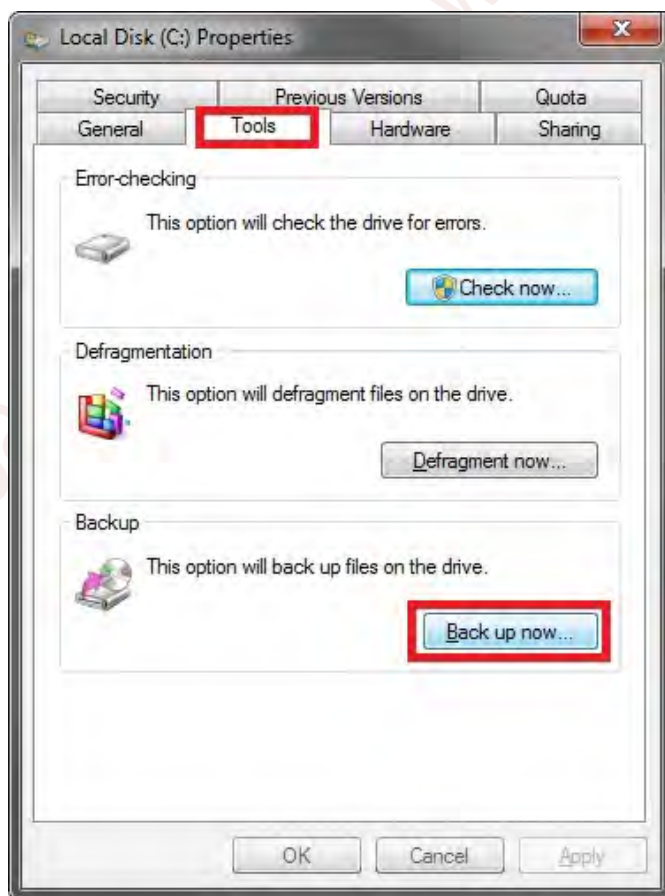 Local Disk (C:) Properties
Security Previous Versions Quota
General Tools Hardware Sharing
Error-checking
This option will check the drive for errors.
Check now...
Defragmentation
This option will defragment files on the drive.
Defragment now...
Backup
This option will back up files on the drive.
Back up now...
OK Cancel Apply